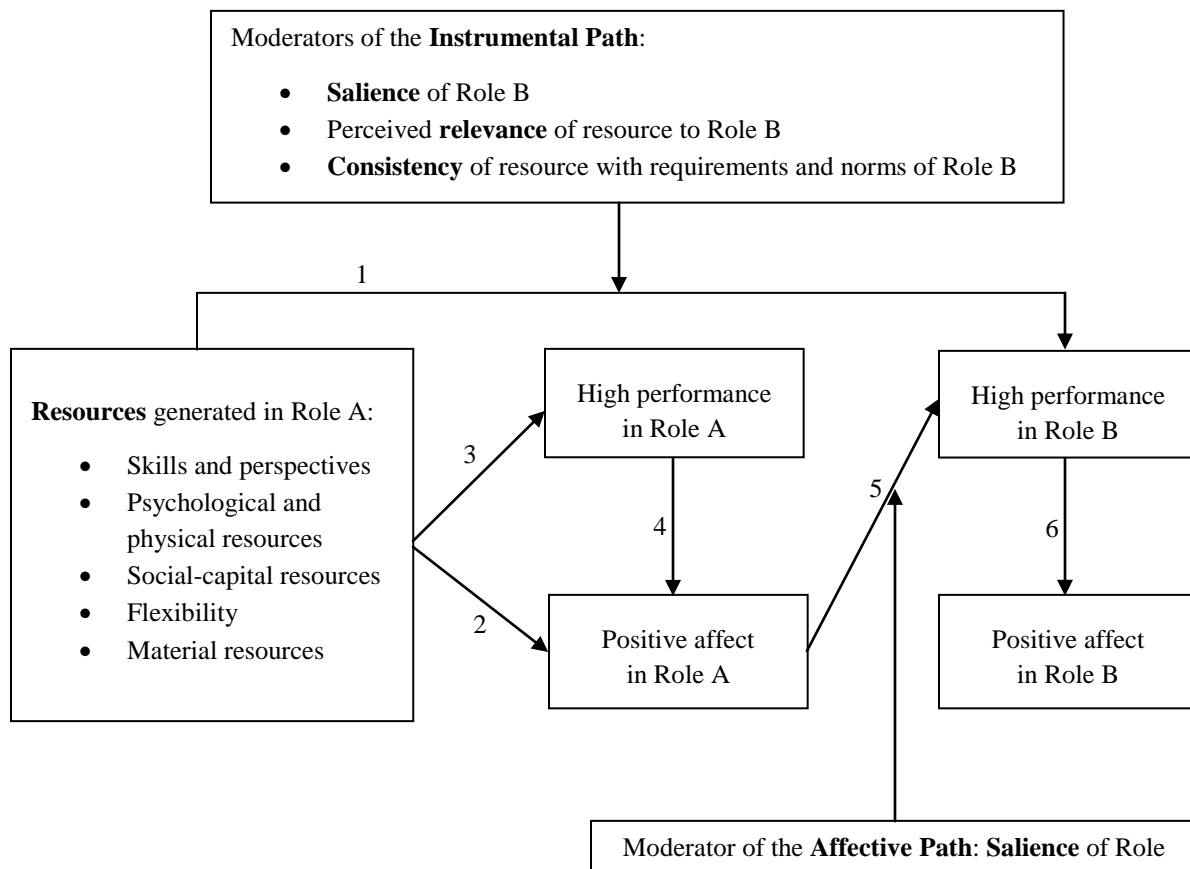 Moderators of the Instrumental Path:
• Salience of Role B
• Perceived relevance of resource to Role B
• Consistency of resource with requirements and norms of Role B
1
Resources generated in Role A:
• Skills and perspectives
• Psychological and
physical resources
• Social-capital resources
• Flexibility
• Material resources
3
2
High performance
in Role A
4
Positive affect
in Role A
5
High performance
in Role B
6
Positive affect
in Role B
Moderator of the Affective Path: Salience of Role